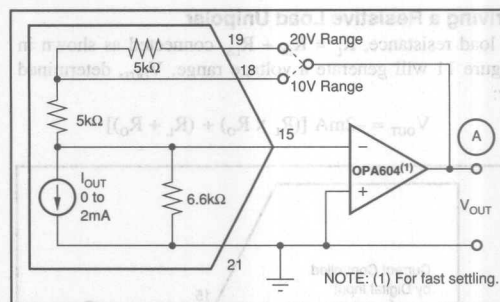 19
20V Range
5kΩ
18
10V Range
5kΩ
15
A
OPA604(1)
−
+
IOUT
0 to
2mA
6.6kΩ
VOUT
21
NOTE: (1) For fast settling.